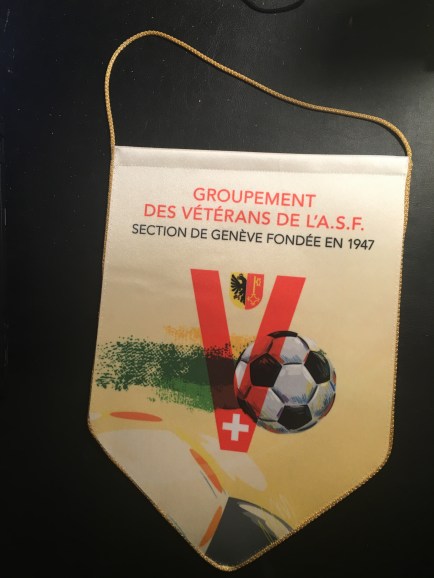 GROUPEMENT
DES VÉTÉRANS DE L'A.S.F.
SECTION DE GENÈVE FONDÉE EN 1947
V